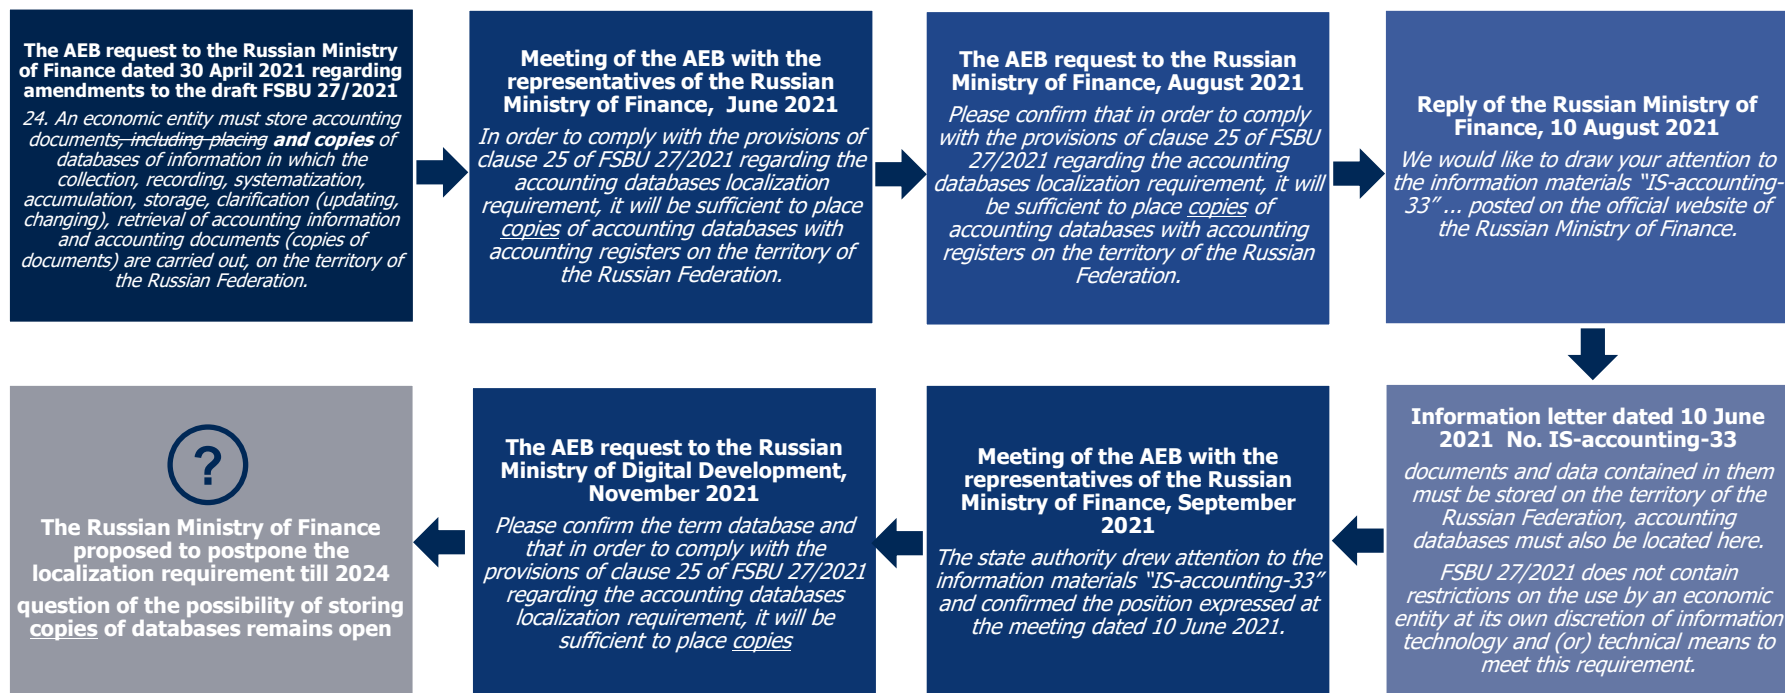 The AEB request to the Russian Ministry
of Finance dated 30 April 2021 regarding
amendments to the draft FSBU 27/2021
24. An economic entity must store accounting
documents, including placing and copies of
databases of information in which the
collection, recording, systematization,
accumulation, storage, clarification (updating,
changing), retrieval of accounting information
and accounting documents (copies of
documents) are carried out, on the territory of
the Russian Federation.
Meeting of the AEB with the
representatives of the Russian
Ministry of Finance, June 2021
In order to comply with the provisions of
clause 25 of FSBU 27/2021 regarding the
accounting databases localization
requirement, it will be sufficient to place
copies of accounting databases with
accounting registers on the territory of
the Russian Federation.
The AEB request to the Russian
Ministry of Finance, August 2021
Please confirm that in order to comply
with the provisions of clause 25 of FSBU
27/2021 regarding the accounting
databases localization requirement, it will
be sufficient to place copies of
accounting databases with accounting
registers on the territory of the Russian
Federation.
Reply of the Russian Ministry of
Finance, 10 August 2021
We would like to draw your attention to
the information materials "IS-accounting-
33" ... posted on the official website of
the Russian Ministry of Finance.
Information letter dated 10 June
2021 No. IS-accounting-33
documents and data contained in them
must be stored on the territory of the
Russian Federation, accounting
databases must also be located here.
FSBU 27/2021 does not contain
restrictions on the use by an economic
entity at its own discretion of information
technology and (or) technical means to
meet this requirement.
Meeting of the AEB with the
representatives of the Russian
Ministry of Finance, September
2021
The state authority drew attention to the
information materials "IS-accounting-33"
and confirmed the position expressed at
the meeting dated 10 June 2021.
The AEB request to the Russian
Ministry of Digital Development,
November 2021
Please confirm the term database and
that in order to comply with the
provisions of clause 25 of FSBU 27/2021
regarding the accounting databases
localization requirement, it will be
sufficient to place copies
?
The Russian Ministry of Finance
proposed to postpone the
localization requirement till 2024
question of the possibility of storing
copies of databases remains open